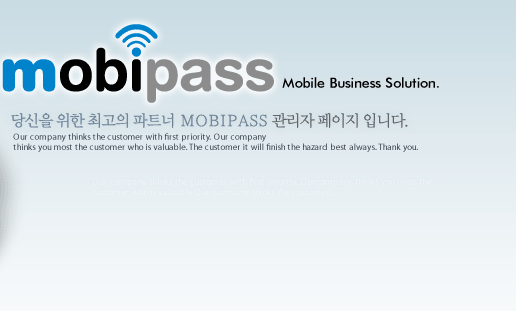 mobipass Mobile Business Solution.
당신을 위한 최고의 파트너 MOBIPASS 관리자 페이지 입니다.
Our company thinks the customer with first priority. Our company
thinks you most the customer who is valuable. The customer it will finish the hazard best always. Thank you.